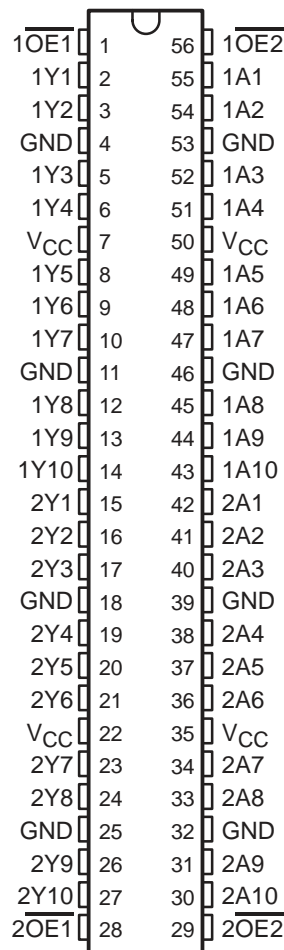 1OE1 1 56 1OE2
1Y1 2 55 1A1
1Y2 3 54 1A2
GND 4 53 GND
1Y3 5 52 1A3
1Y4 6 51 1A4
VCC 7 50 VCC
1Y5 8 49 1A5
1Y6 9 48 1A6
1Y7 10 47 1A7
GND 11 46 GND
1Y8 12 45 1A8
1Y9 13 44 1A9
1Y10 14 43 1A10
2Y1 15 42 2A1
2Y2 16 41 2A2
2Y3 17 40 2A3
GND 18 39 GND
2Y4 19 38 2A4
2Y5 20 37 2A5
2Y6 21 36 2A6
VCC 22 35 VCC
2Y7 23 34 2A7
2Y8 24 33 2A8
GND 25 32 GND
2Y9 26 31 2A9
2Y10 27 30 2A10
2OE1 28 29 2OE2